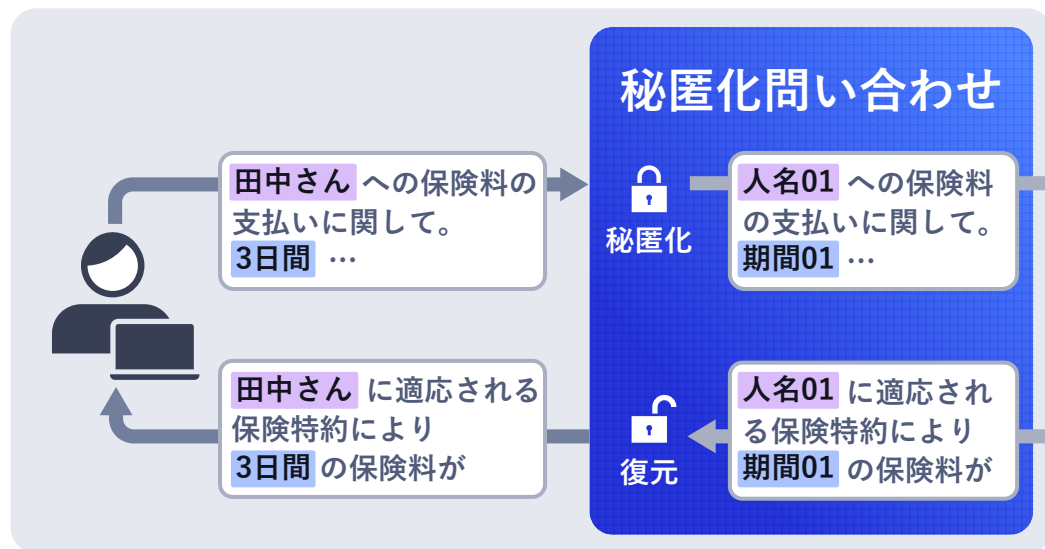 秘匿化問い合わせ
田中さん への保険料の
支払いに関して。
3日間 …
秘匿化
人名01 への保険料
の支払いに関して。
期間01 …
田中さん に適応される
保険特約により
3日間 の保険料が
復元
人名01 に適応され
る保険特約により
期間01 の保険料が